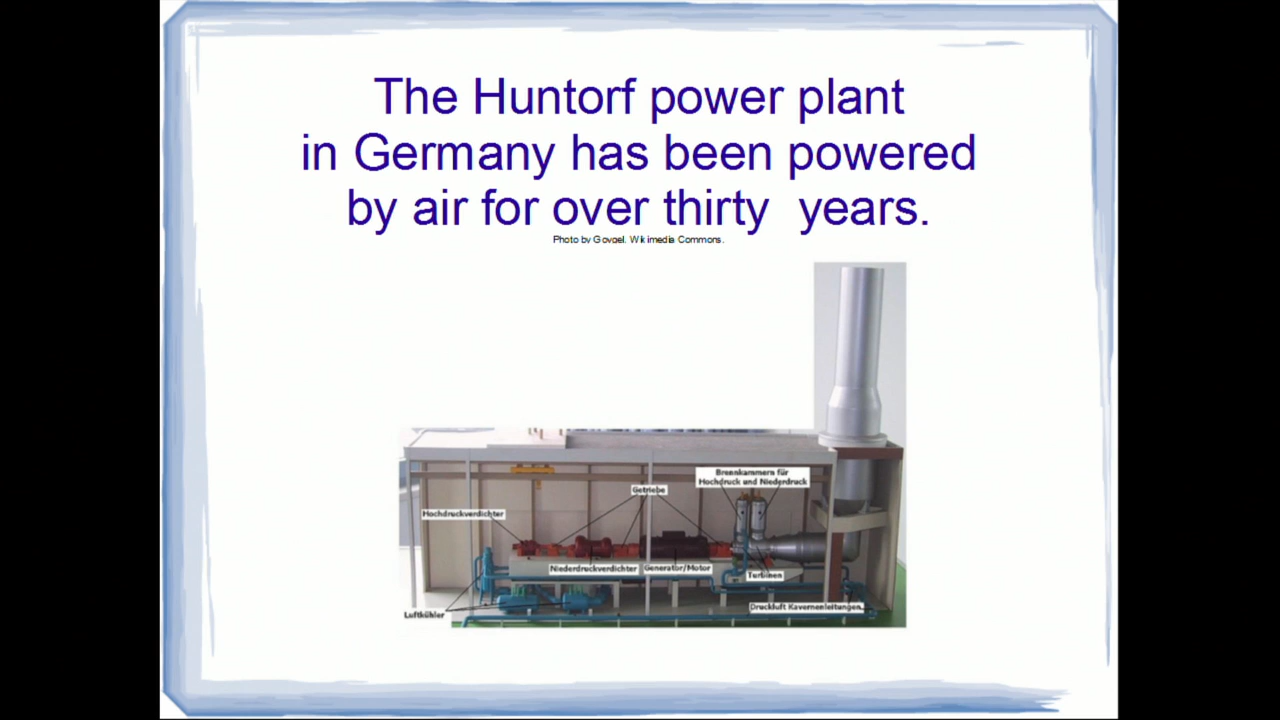 The Huntorf power plant
in Germany has been powered
by air for over thirty years.
Photo by Govgel. Wikimedia Commons.
Brennkammern für
Hochdruck und Niederdruck
Getriebe
Hochdruckverdichter
Niederdruckverdichter
Generator/Motor
Turbinen
Druckluft Kavernenleitungen
Luftkühler